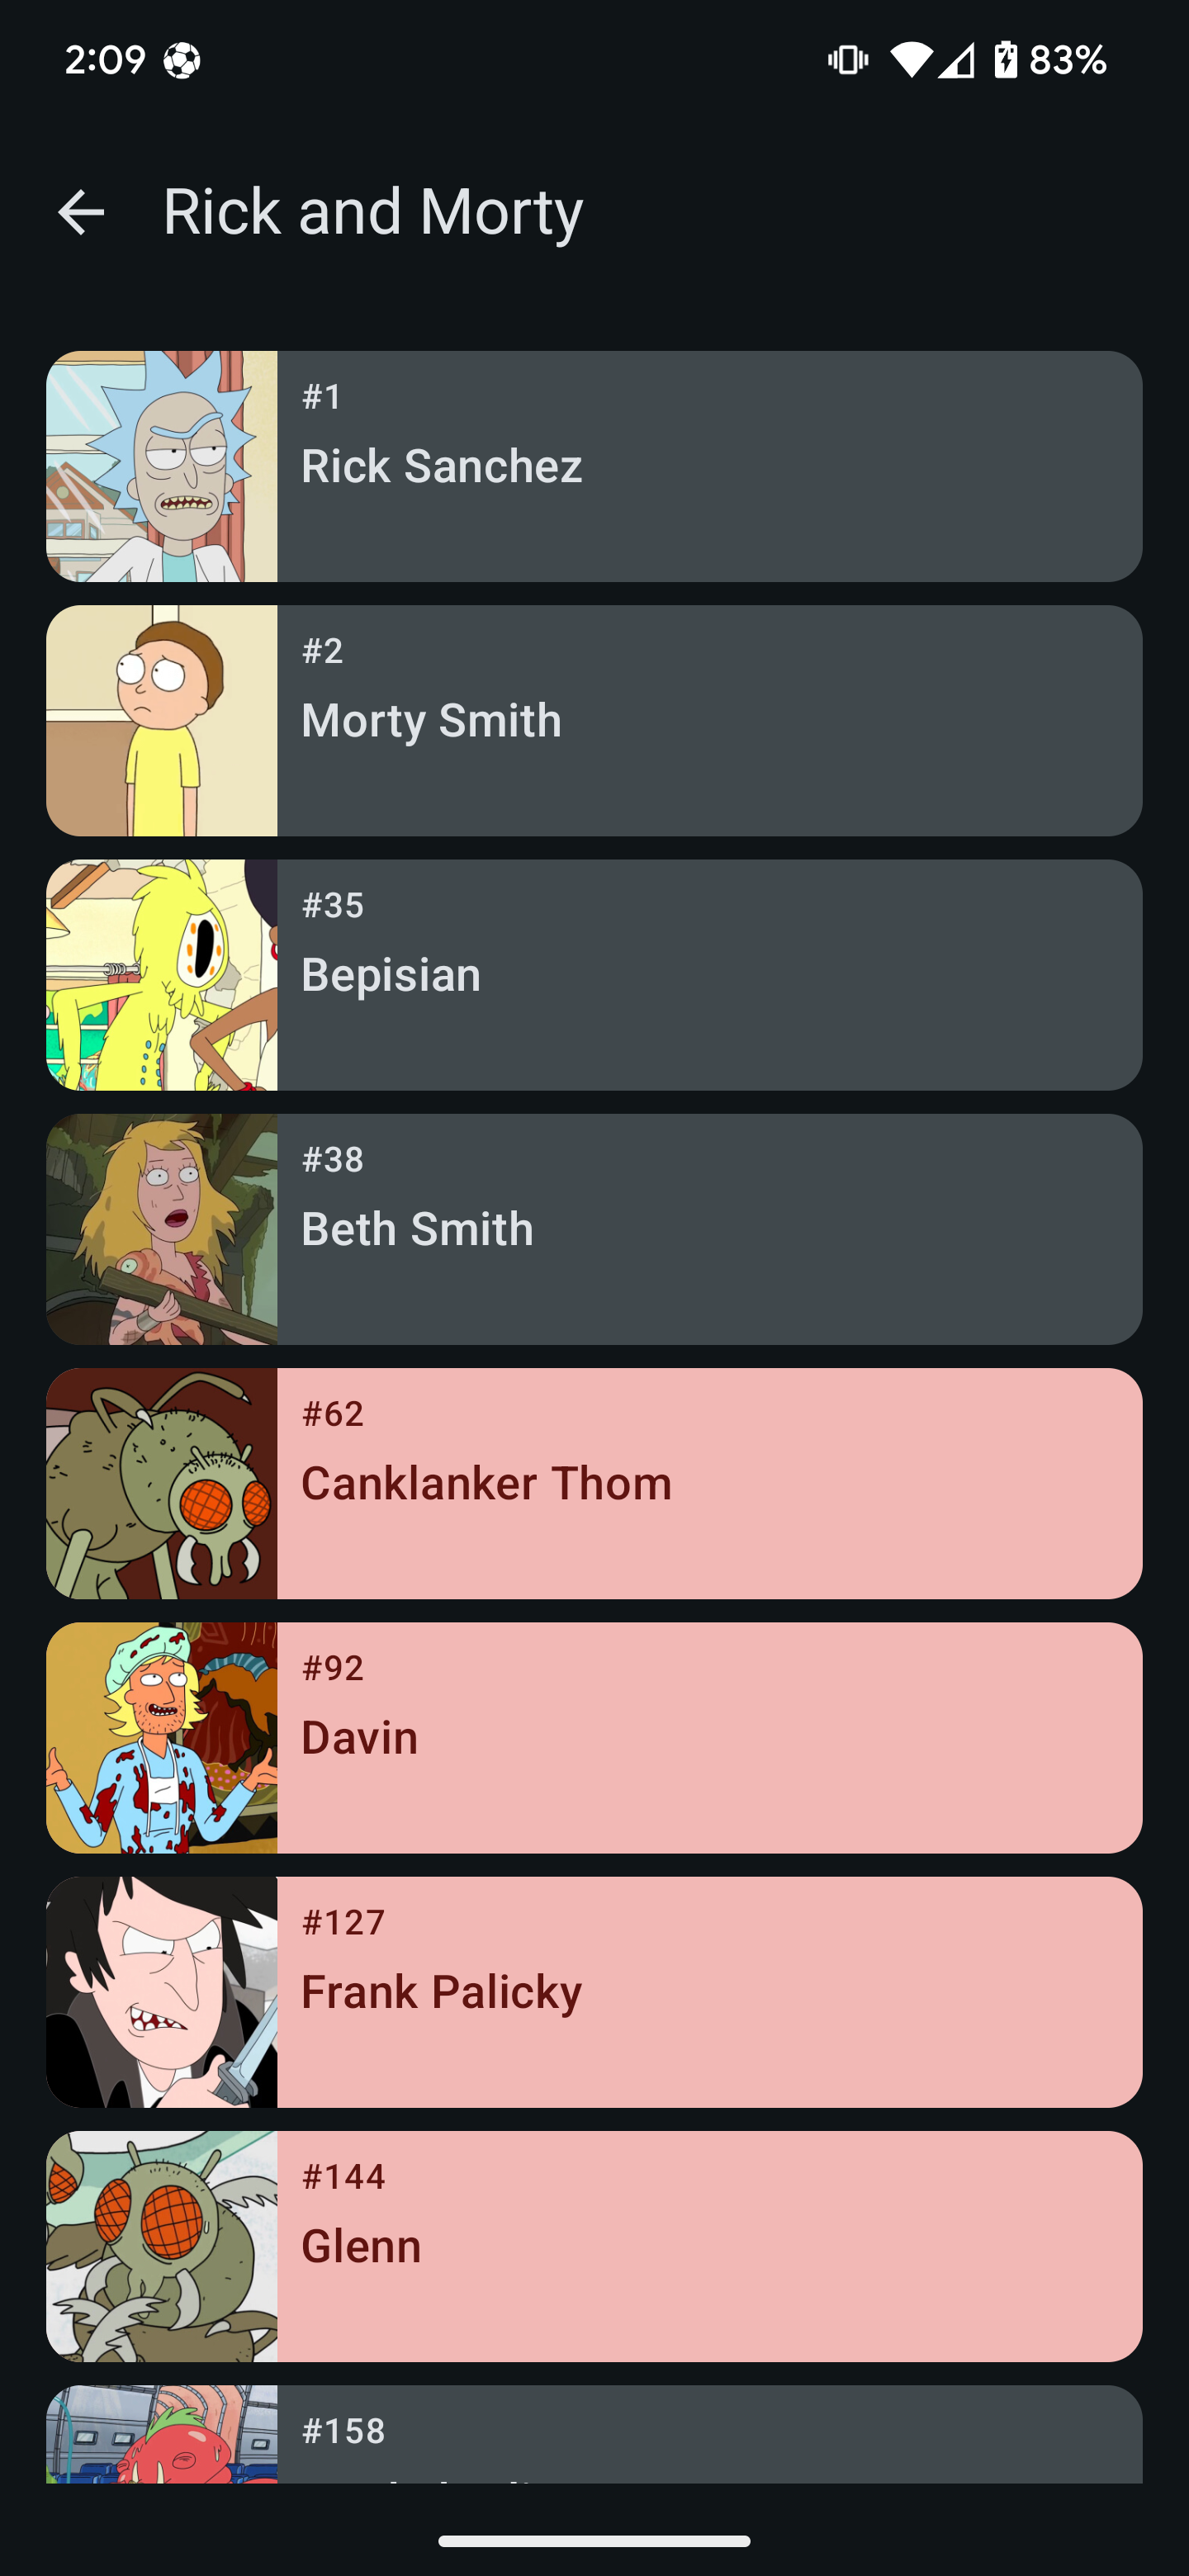 2:09 83%
Rick and Morty
#1
Rick Sanchez
#2
Morty Smith
#35
Bepisian
#38
Beth Smith
#62
Canklanker Thom
#92
Davin
#127
Frank Palicky
#144
Glenn
#158